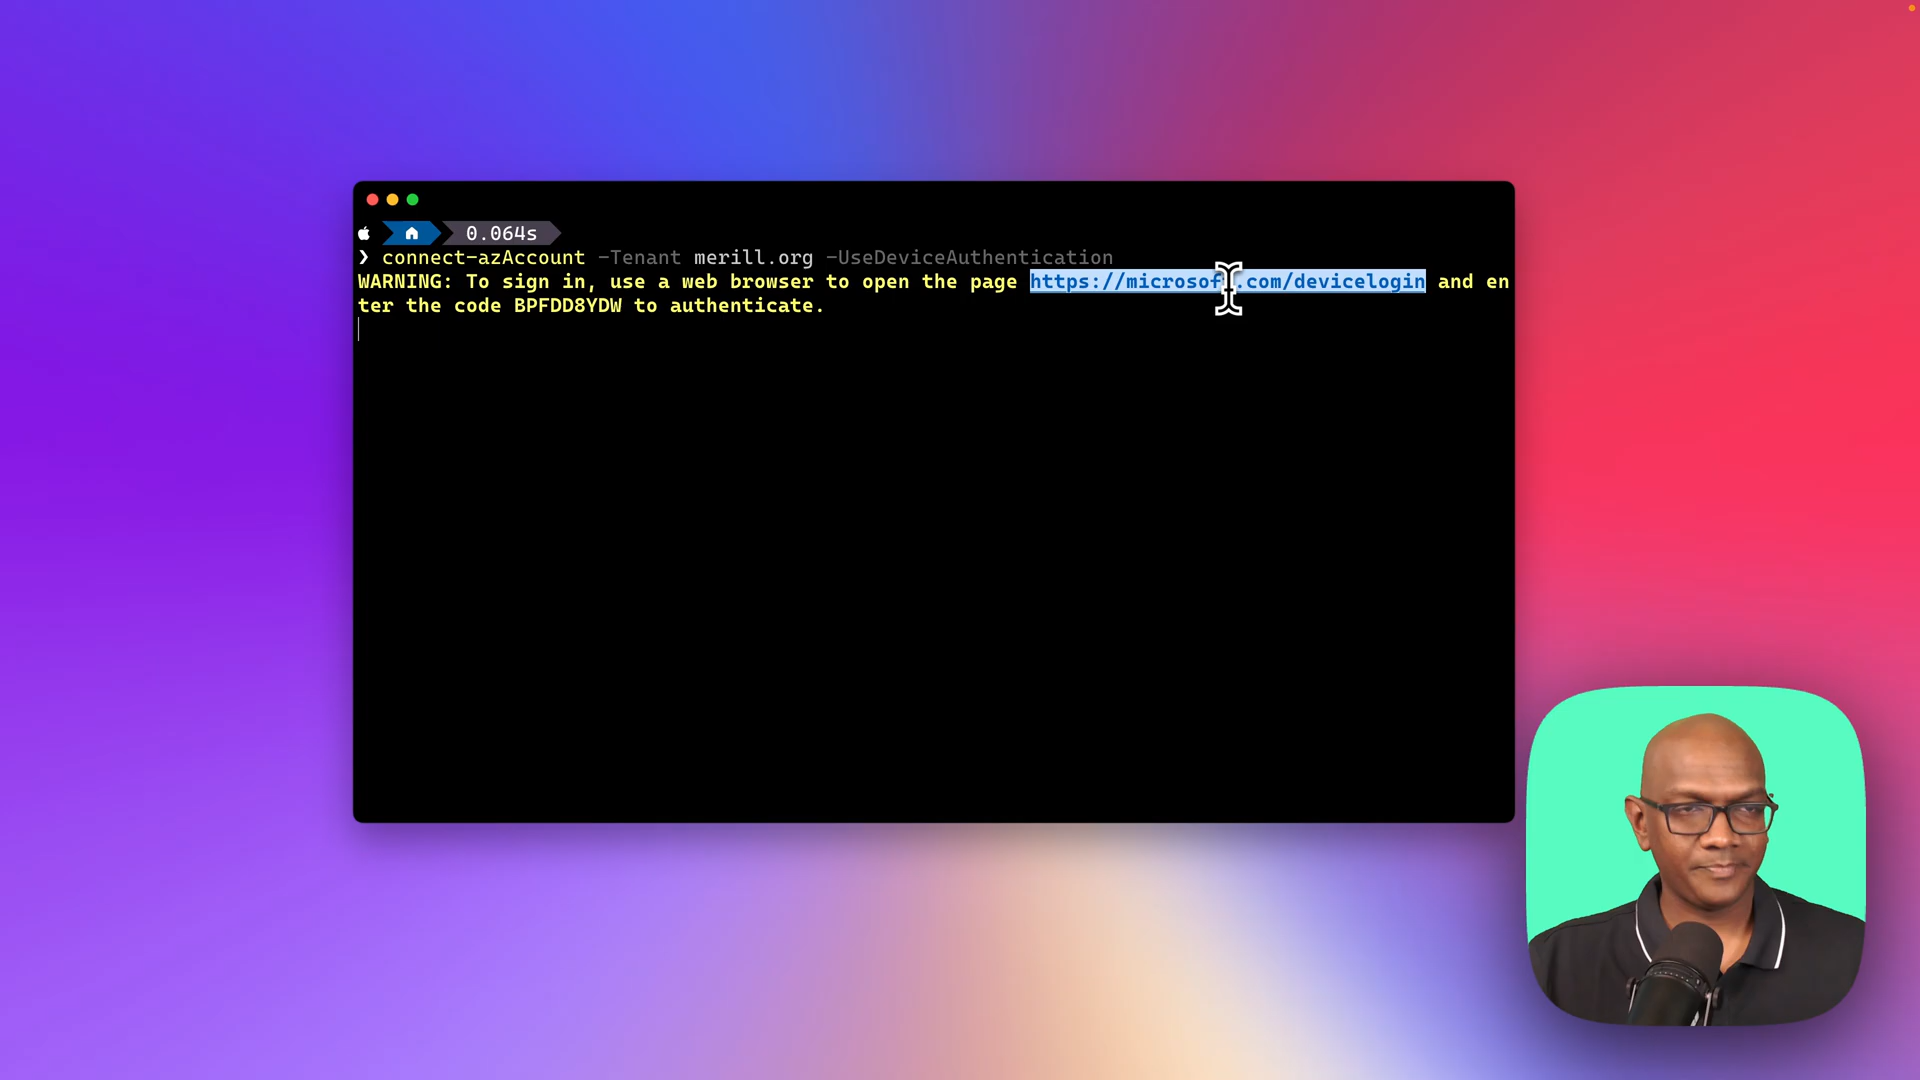 0.064s
❯ connect-azAccount -Tenant merill.org -UseDeviceAuthentication
WARNING: To sign in, use a web browser to open the page https://microsoft.com/devicelogin and en
ter the code BPFDD8YDW to authenticate.